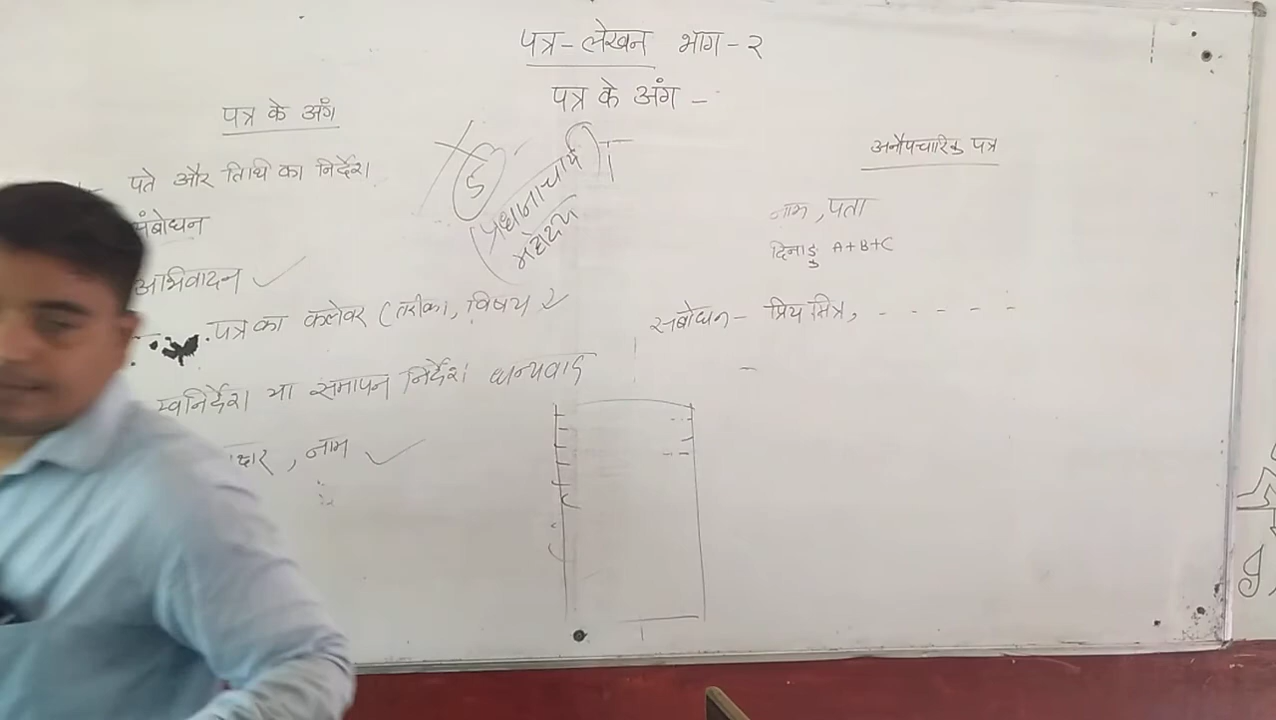 पत्र-लेखन भाग-२
पत्र के अंग -
पत्र के अंग
पते और तिथि का निर्देश
संबोधन
अभिवादन
पत्र का कलेवर (तरीका, विषय
स्वनिर्देश या समापन निर्देश धन्यवाद
, नाम
5
प्रधानाचार्य
महोदय
अनौपचारिक पत्र
नाम, पता
दिनाङ्क A+B+C
संबोधन - प्रिय मित्र, - - - - -